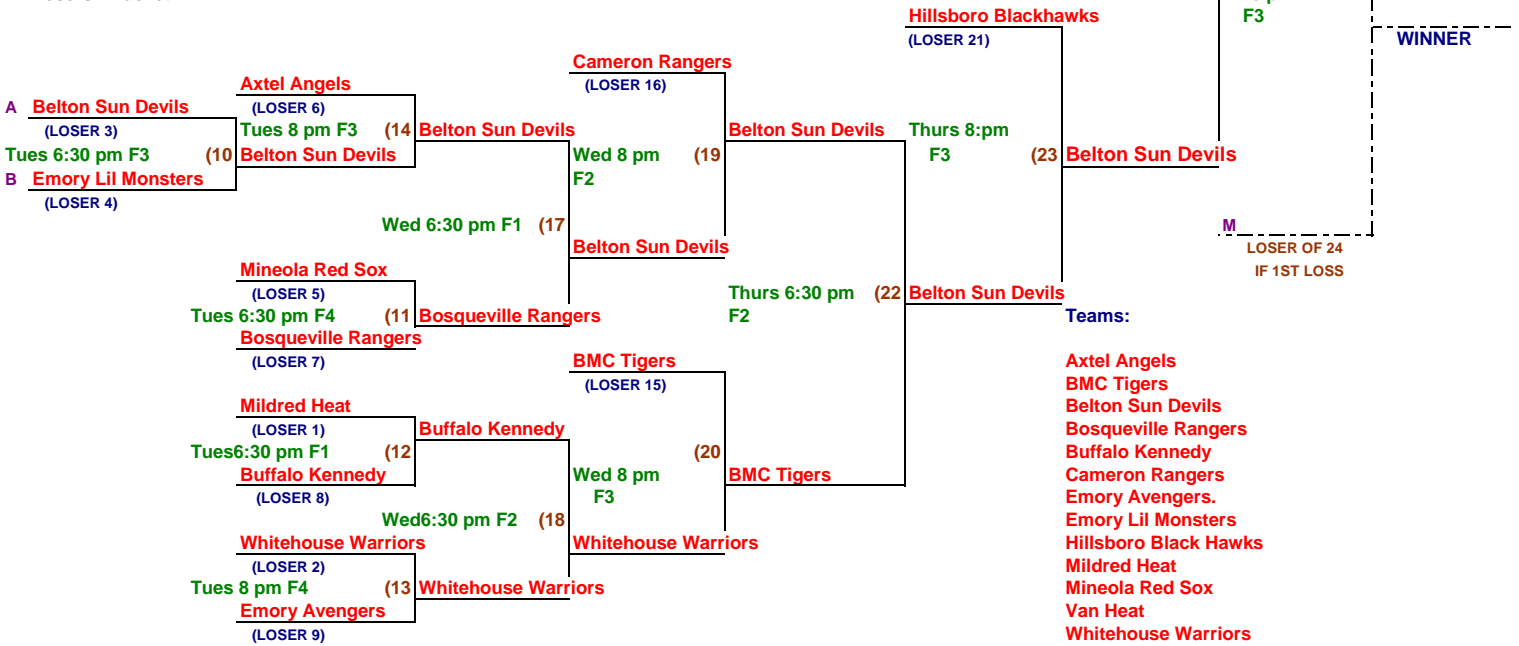 Hillsboro Blackhawks
F3
(LOSER 21)
WINNER
Cameron Rangers
Axtel Angels
(LOSER 16)
A Belton Sun Devils
(LOSER 6)
(LOSER 3)
Tues 8 pm F3 (14 Belton Sun Devils
Belton Sun Devils
Thurs 8:pm
Tues 6:30 pm F3 (10 Belton Sun Devils
Wed 8 pm (19
F3 (23 Belton Sun Devils
B Emory Lil Monsters
F2
(LOSER 4)
Wed 6:30 pm F1 (17
M
Belton Sun Devils
LOSER OF 24
Mineola Red Sox
IF 1ST LOSS
(LOSER 5)
Thurs 6:30 pm (22 Belton Sun Devils
Tues 6:30 pm F4 (11 Bosqueville Rangers
F2
Teams:
Bosqueville Rangers
(LOSER 7)
BMC Tigers
Axtel Angels
(LOSER 15)
BMC Tigers
Mildred Heat
Belton Sun Devils
(LOSER 1)
Buffalo Kennedy
Bosqueville Rangers
Tues6:30 pm F1 (12
(20
Buffalo Kennedy
Buffalo Kennedy
Wed 8 pm
BMC Tigers
Cameron Rangers
(LOSER 8)
F3
Emory Avengers.
Wed6:30 pm F2 (18
Emory Lil Monsters
Whitehouse Warriors
Whitehouse Warriors
Hillsboro Black Hawks
(LOSER 2)
Mildred Heat
Tues 8 pm F4 (13 Whitehouse Warriors
Mineola Red Sox
Emory Avengers
Van Heat
(LOSER 9)
Whitehouse Warriors